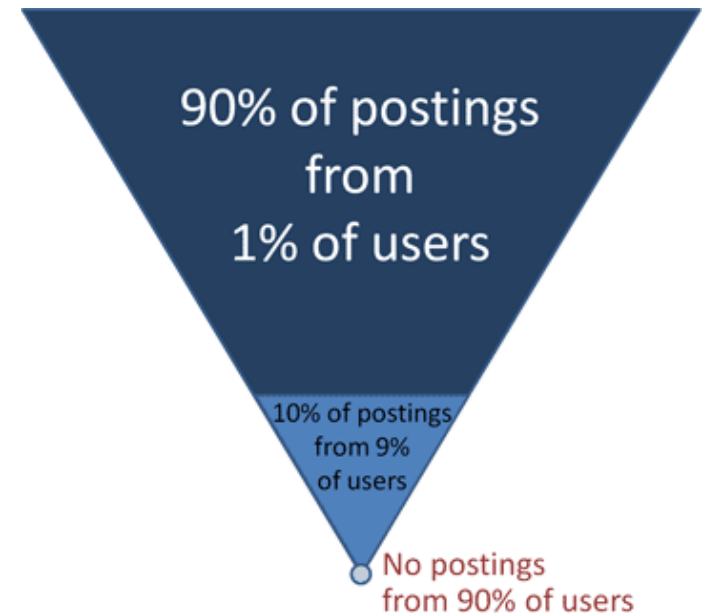 90% of postings
from
1% of users
10% of postings
from 9%
of users
No postings
from 90% of users